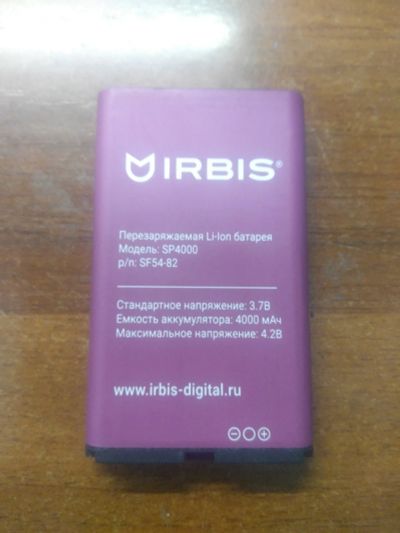 IRBIS®
Перезаряжаемая Li-Ion батарея
Модель: SP4000
p/n: SF54-82
Стандартное напряжение: 3.7В
Емкость аккумулятора: 4000 мАч
Максимальное напряжение: 4.2В
www.irbis-digital.ru